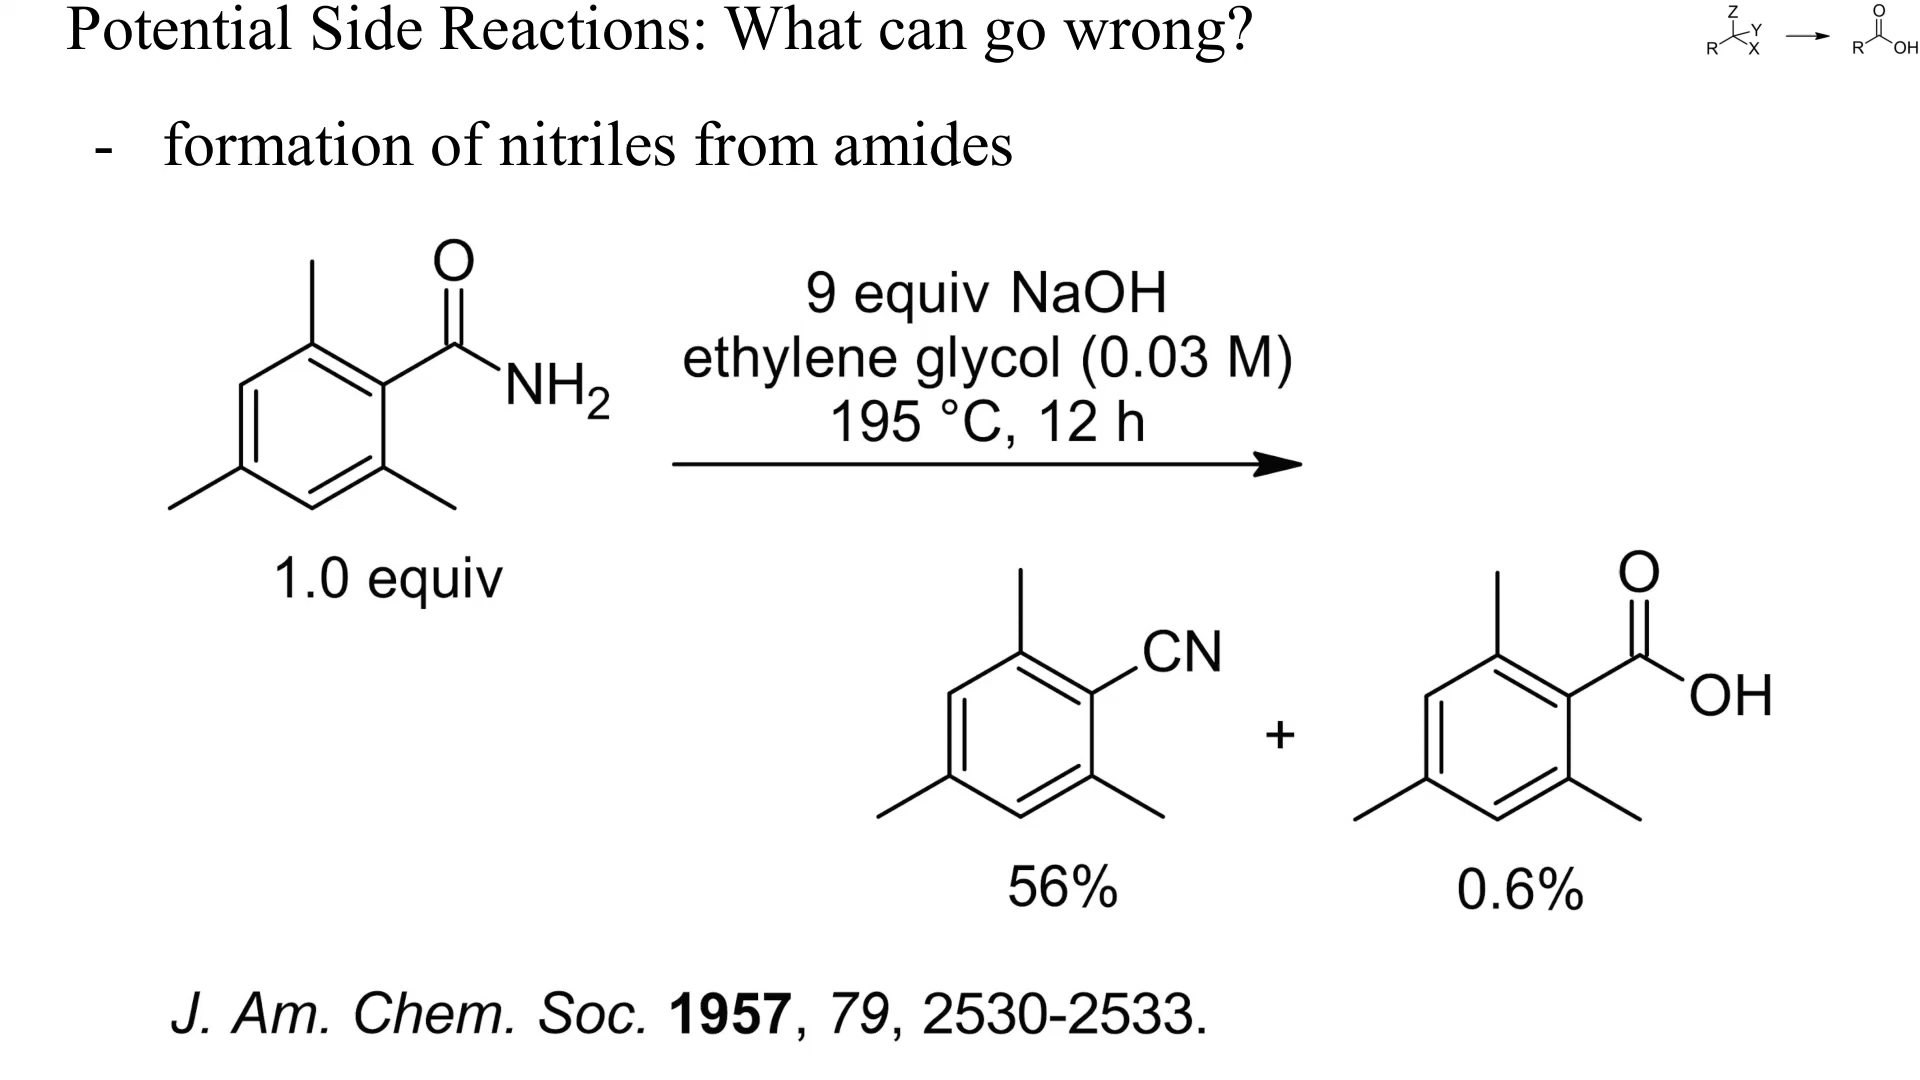 Potential Side Reactions: What can go wrong?
Z
R Y X
O
R OH
- formation of nitriles from amides
O
NH₂
1.0 equiv
9 equiv NaOH
ethylene glycol (0.03 M)
195 °C, 12 h
CN
56%
+
O
OH
0.6%
J. Am. Chem. Soc. 1957, 79, 2530-2533.